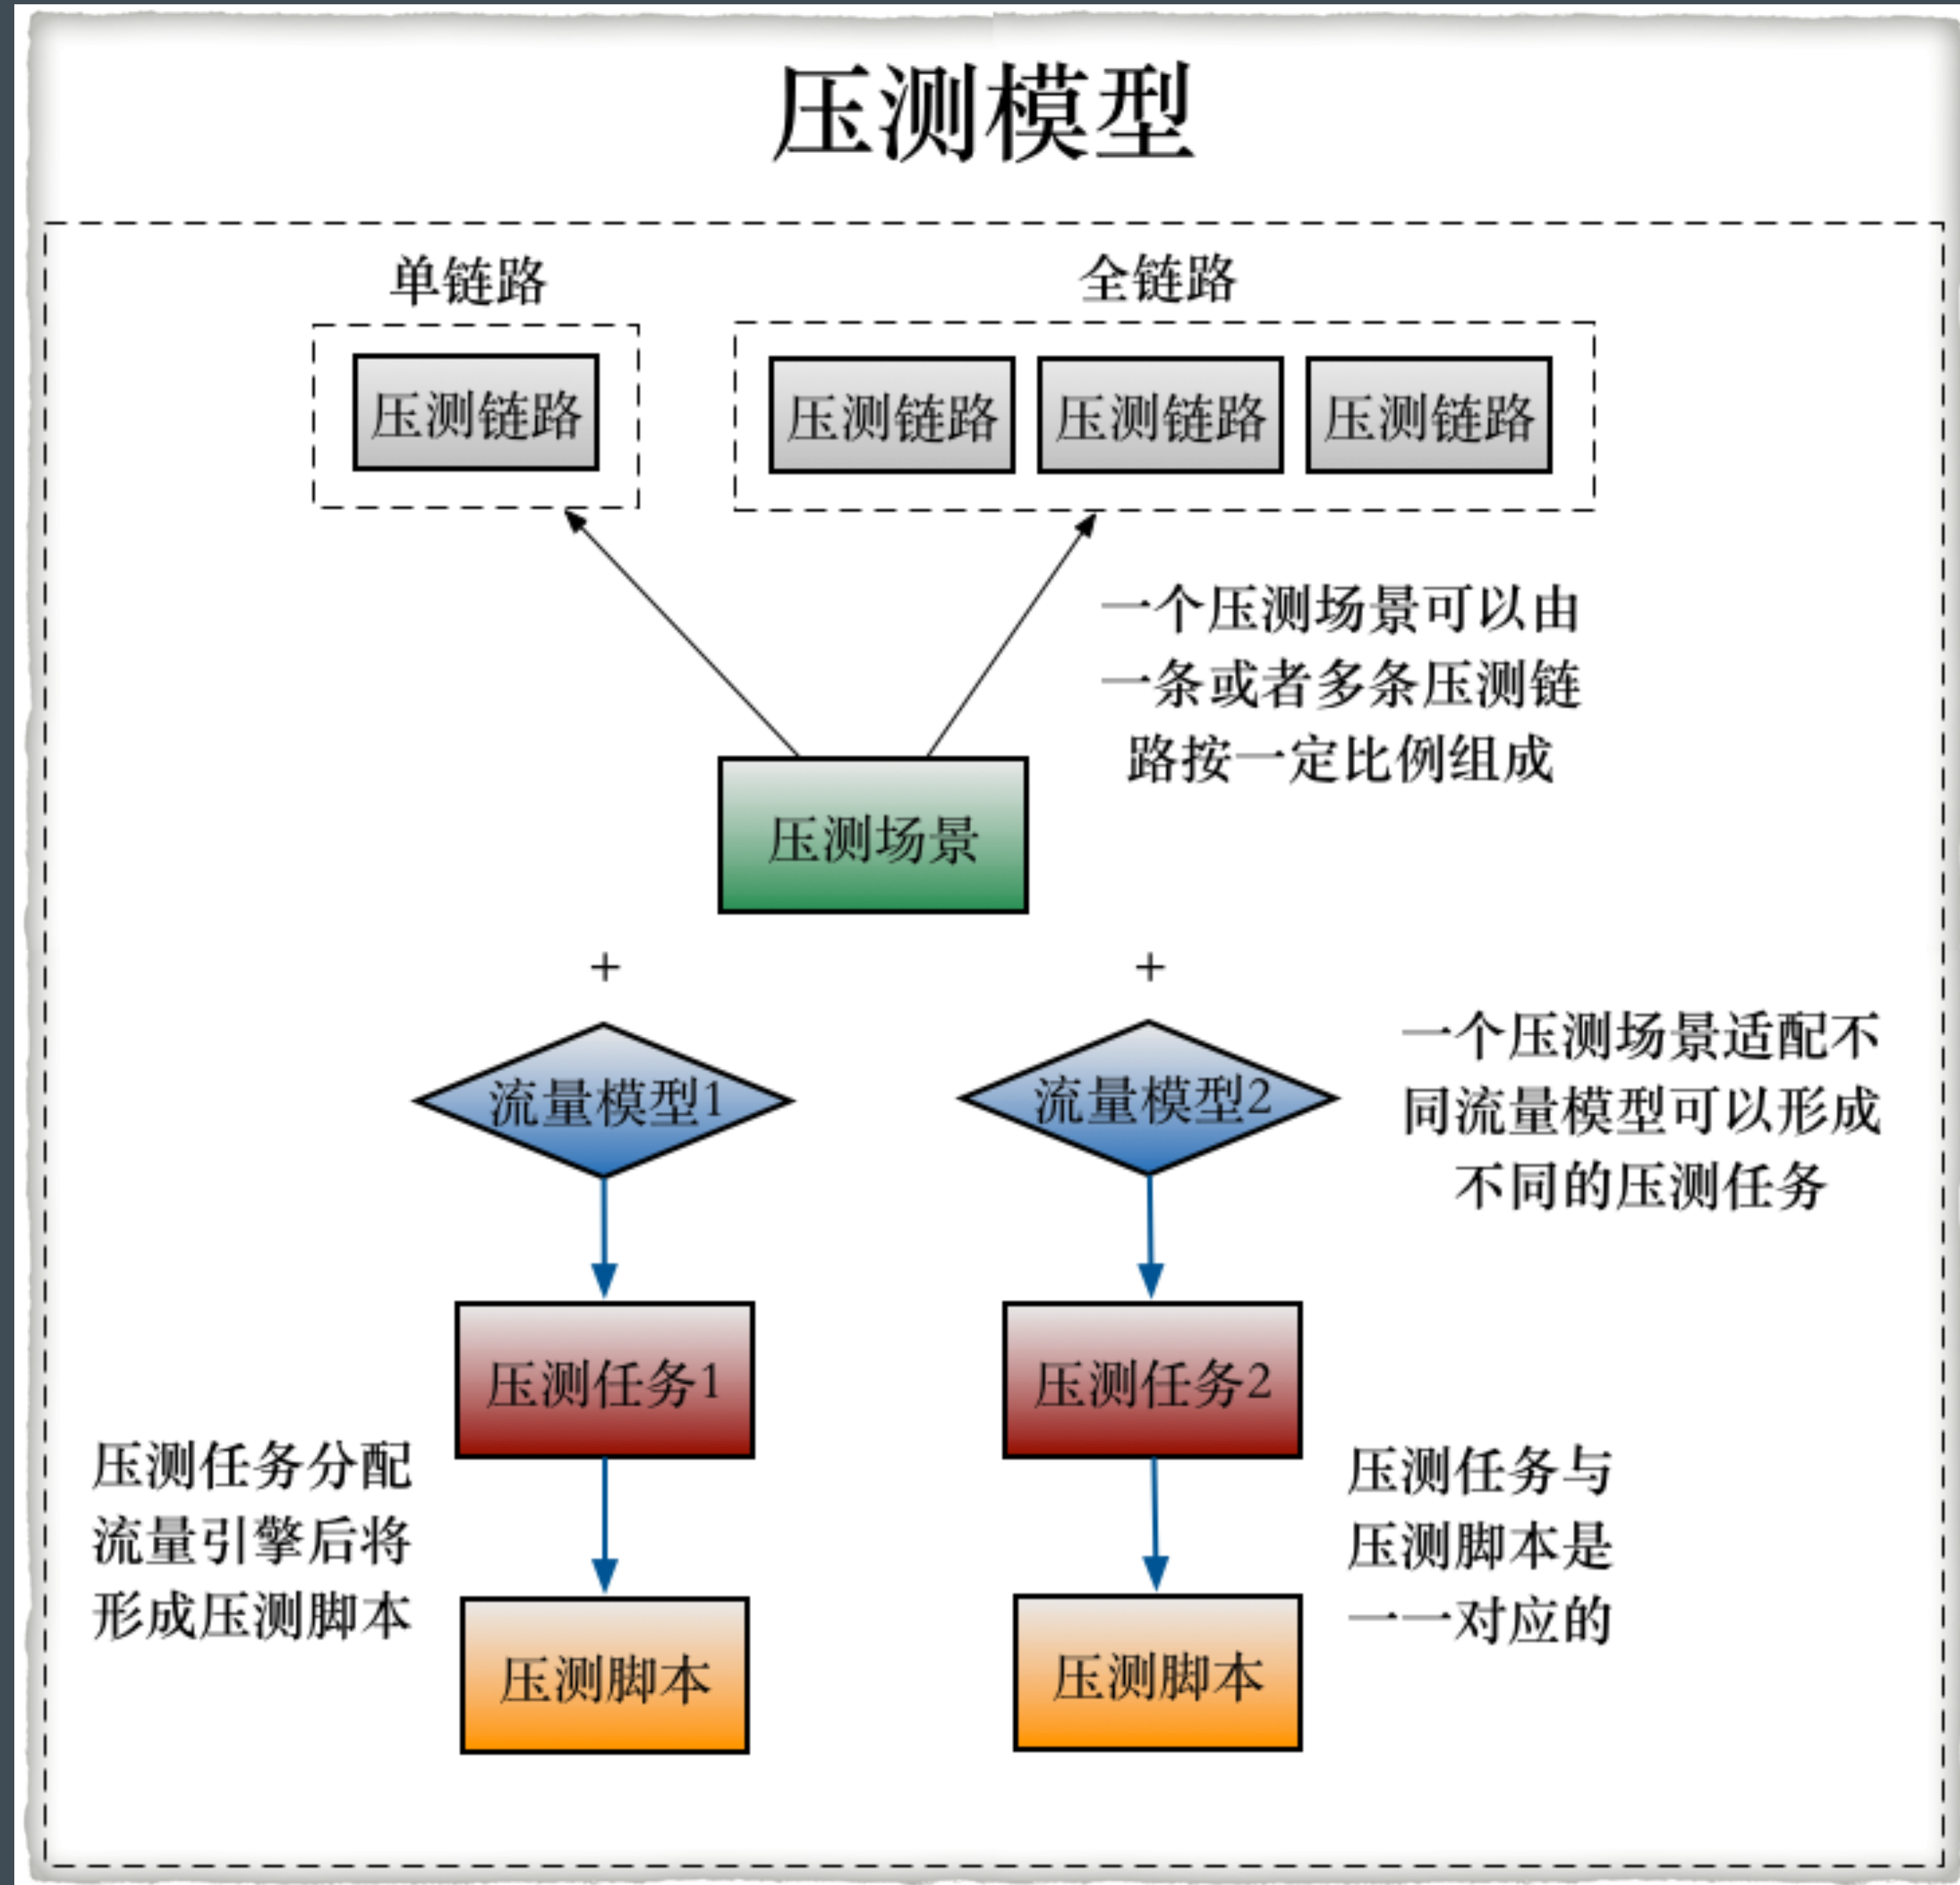 压测模型
单链路
全链路
压测链路
压测链路
压测链路
压测链路
一个压测场景可以由
一条或者多条压测链
路按一定比例组成
压测场景
+
+
流量模型1
流量模型2
一个压测场景适配不
同流量模型可以形成
不同的压测任务
压测任务1
压测任务2
压测任务分配
流量引擎后将
形成压测脚本
压测任务与
压测脚本是
一一对应的
压测脚本
压测脚本